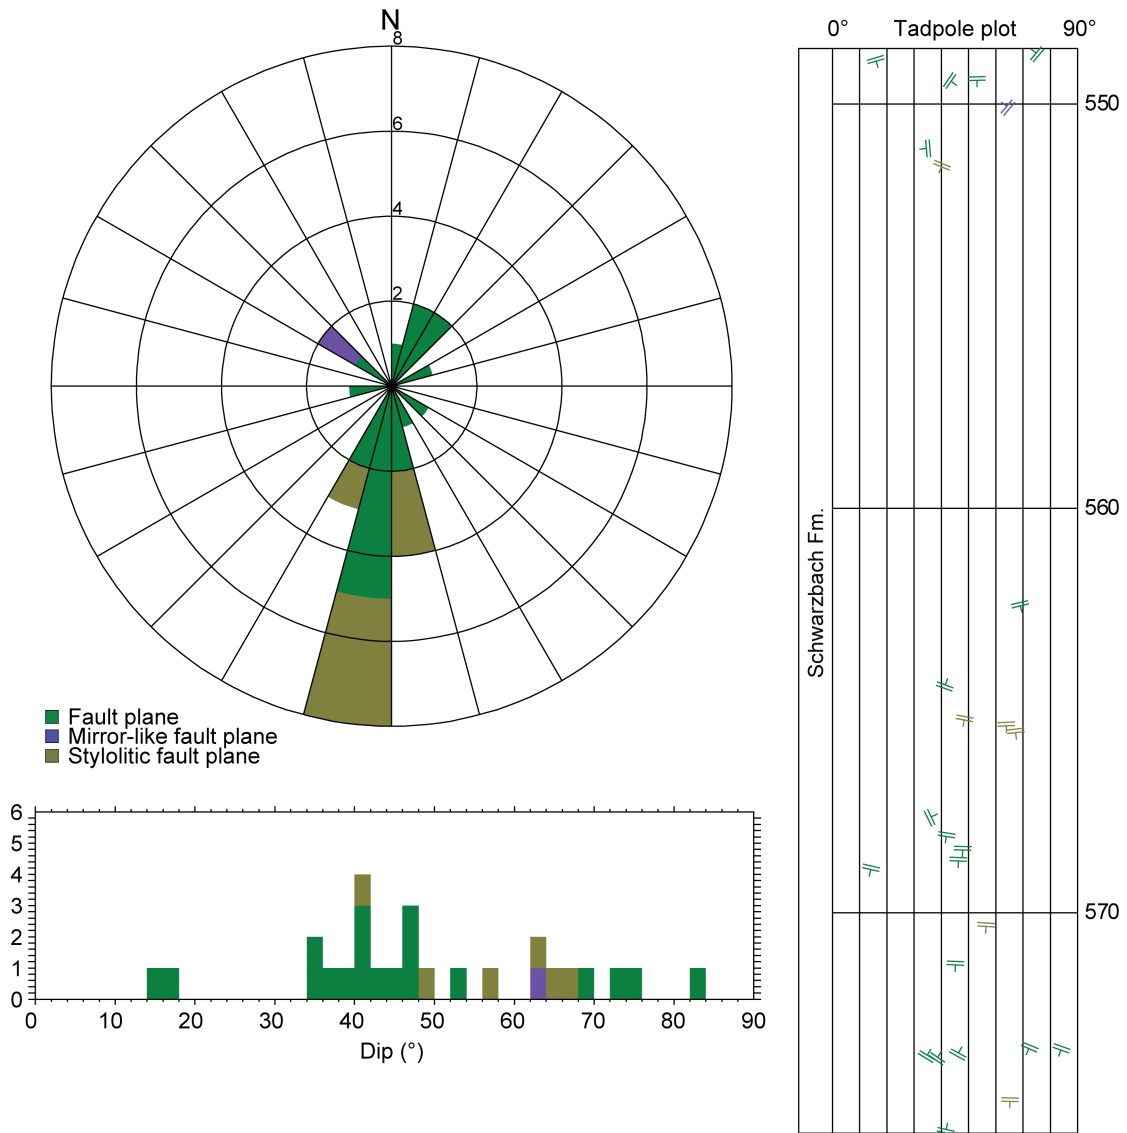 N
8
6
4
2
Fault plane
Mirror-like fault plane
Stylolitic fault plane
6
5
4
3
2
1
0
0 10 20 30 40 50 60 70 80 90
Dip (°)
0° Tadpole plot 90°
550
560
570
Schwarzbach Fm.